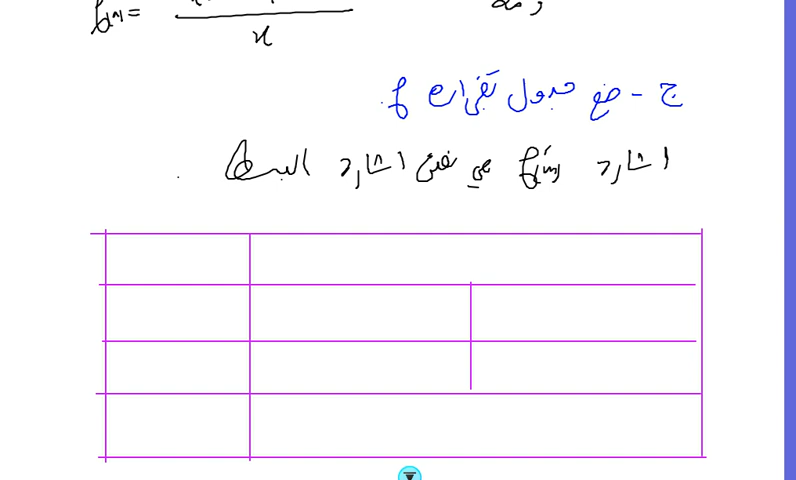 f'(x) =
x
ج - ضع جدول تغيرات f.
اشارة f'(x) هي نفس اشارة البسط.